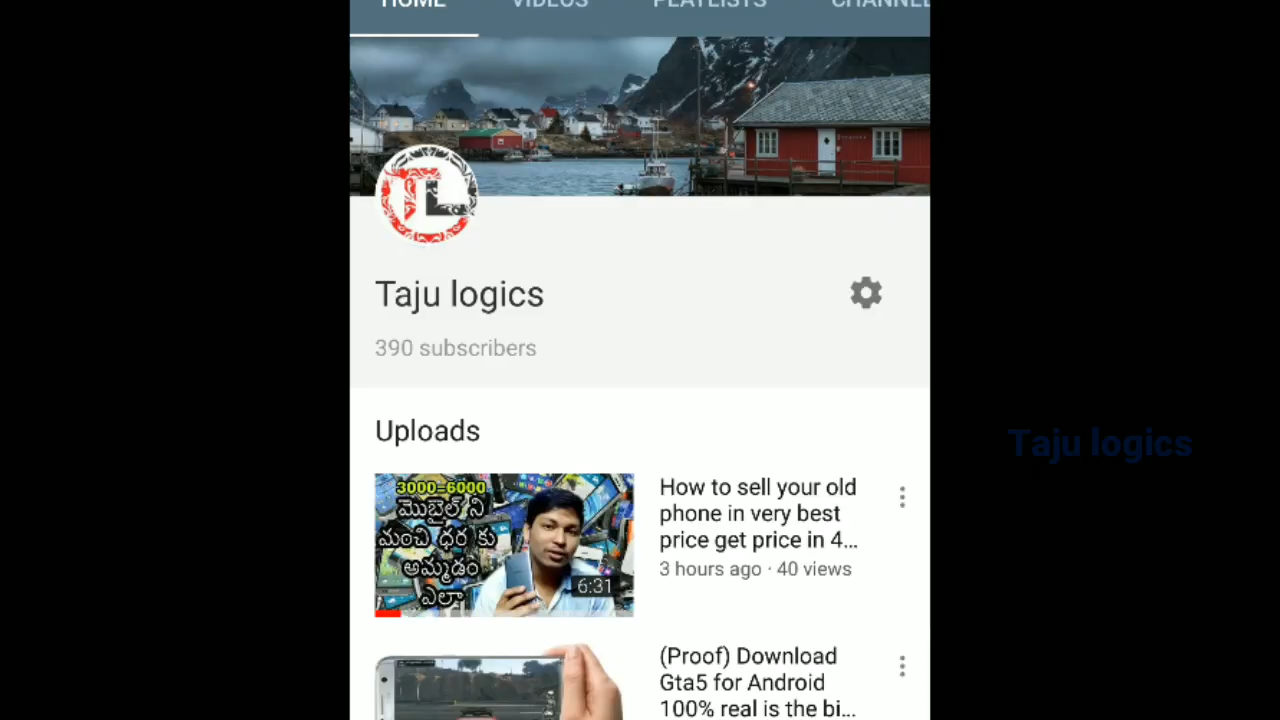 HOME VIDEOS PLAYLISTS CHANNEL
TL
Taju logics
390 subscribers
Uploads
3000-6000
మొబైల్ ని
మంచి ధర కు
అమ్మడం
ఎలా
6:31
How to sell your old
phone in very best
price get price in 4...
3 hours ago · 40 views
(Proof) Download
Gta5 for Android
100% real is the bi...
Taju logics